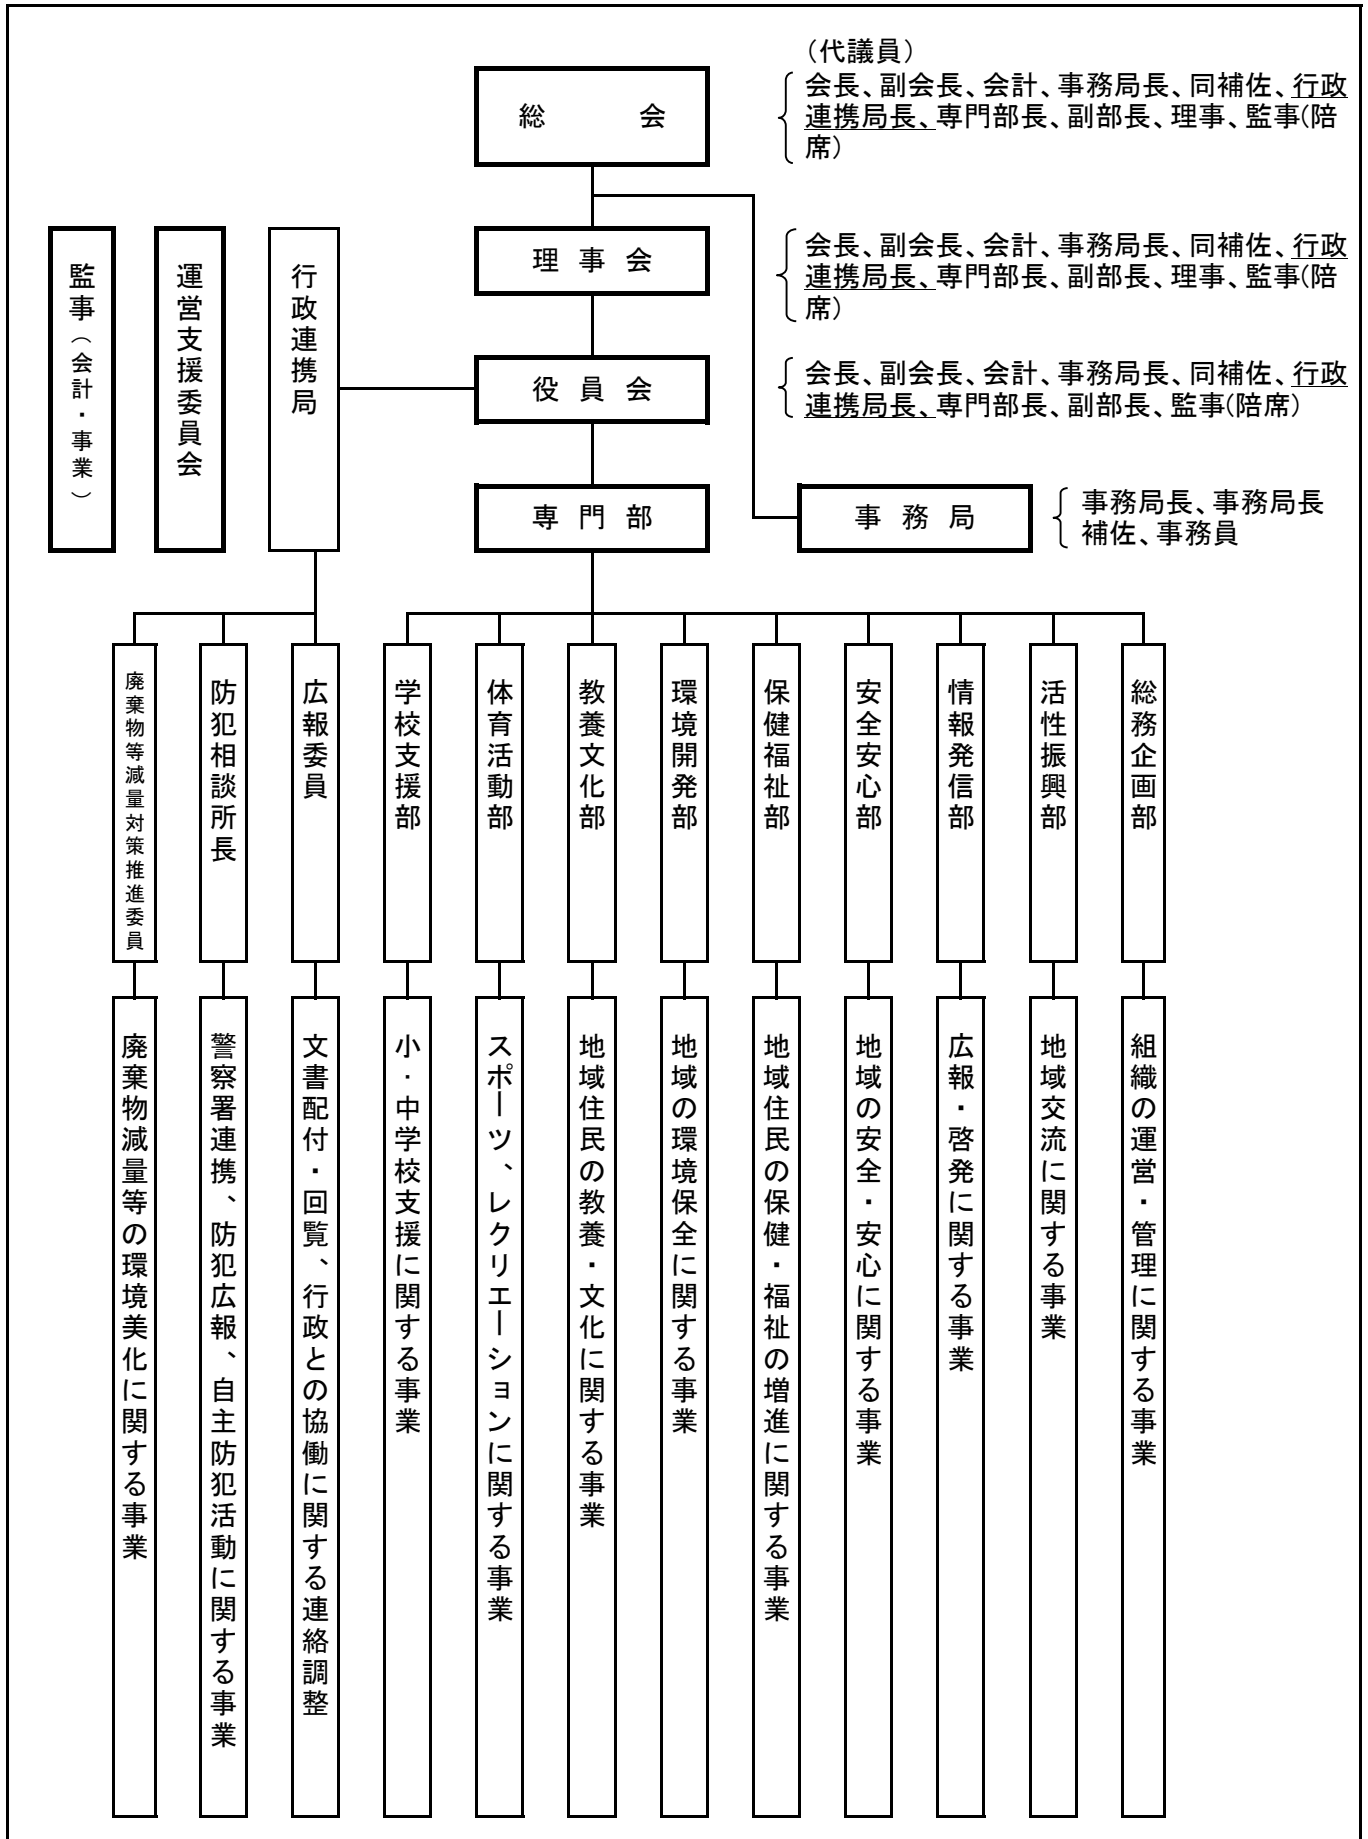 (代議員)
総　会
会長、副会長、会計、事務局長、同補佐、行政
連携局長、専門部長、副部長、理事、監事(陪
席)
理事会
会長、副会長、会計、事務局長、同補佐、行政
連携局長、専門部長、副部長、理事、監事(陪
席)
監事（会計・事業）
運営支援委員会
行政連携局
役員会
会長、副会長、会計、事務局長、同補佐、行政
連携局長、専門部長、副部長、監事(陪席)
専門部
事務局
事務局長、事務局長
補佐、事務員
廃棄物等減量対策推進委員
防犯相談所長
広報委員
学校支援部
体育活動部
教養文化部
環境開発部
保健福祉部
安全安心部
情報発信部
活性振興部
総務企画部
廃棄物減量等の環境美化に関する事業
警察署連携、防犯広報、自主防犯活動に関する事業
文書配付・回覧、行政との協働に関する連絡調整
小・中学校支援に関する事業
スポーツ、レクリエーションに関する事業
地域住民の教養・文化に関する事業
地域の環境保全に関する事業
地域住民の保健・福祉の増進に関する事業
地域の安全・安心に関する事業
広報・啓発に関する事業
地域交流に関する事業
組織の運営・管理に関する事業